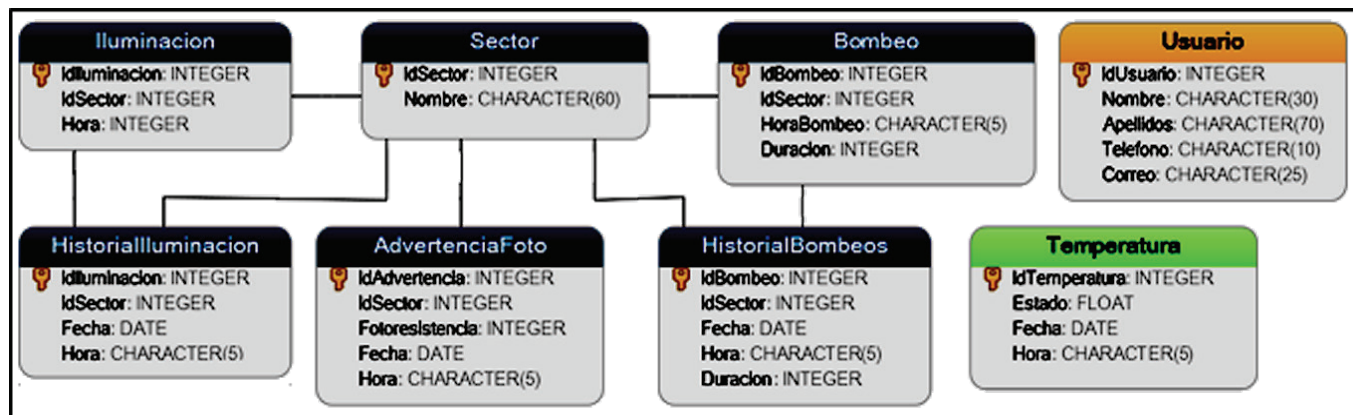 Iluminacion
IdIluminacion: INTEGER
IdSector: INTEGER
Hora: INTEGER
Sector
IdSector: INTEGER
Nombre: CHARACTER(60)
Bombeo
IdBombeo: INTEGER
IdSector: INTEGER
HoraBombeo: CHARACTER(5)
Duracion: INTEGER
Usuario
IdUsuario: INTEGER
Nombre: CHARACTER(30)
Apellidos: CHARACTER(70)
Telefono: CHARACTER(10)
Correo: CHARACTER(25)
HistorialIluminacion
IdIluminacion: INTEGER
IdSector: INTEGER
Fecha: DATE
Hora: CHARACTER(5)
AdvertenciaFoto
IdAdvertencia: INTEGER
IdSector: INTEGER
Fotoresistencia: INTEGER
Fecha: DATE
Hora: CHARACTER(5)
HistorialBombeos
IdBombeo: INTEGER
IdSector: INTEGER
Fecha: DATE
Hora: CHARACTER(5)
Duracion: INTEGER
Temperatura
IdTemperatura: INTEGER
Estado: FLOAT
Fecha: DATE
Hora: CHARACTER(5)